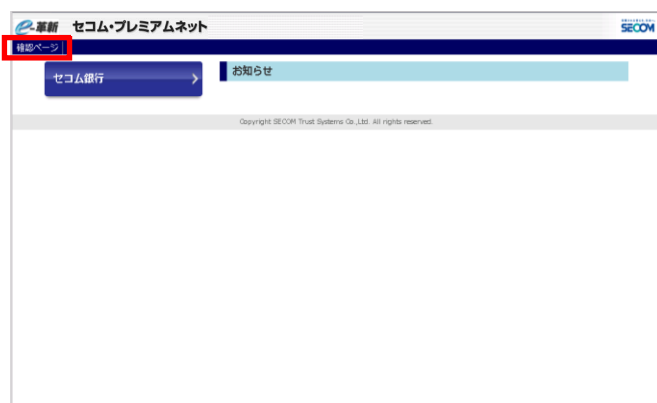 e-革新 セコム・プレミアムネット
SECOM
確認ページ
セコム銀行
お知らせ
Copyright SECOM Trust Systems Co.,Ltd. All rights reserved.